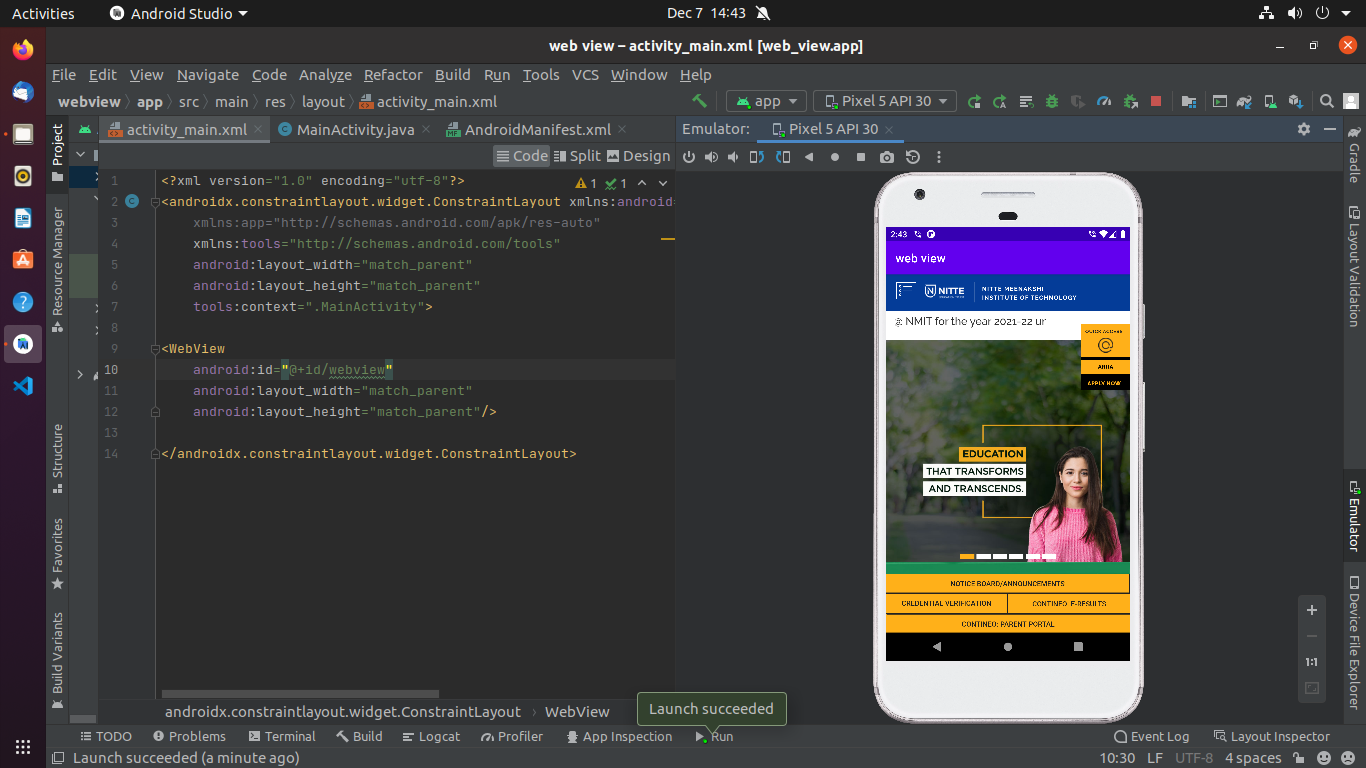 Activities
Android Studio
Dec 7 14:43
web view – activity_main.xml [web_view.app]
File Edit View Navigate Code Analyze Refactor Build Run Tools VCS Window Help
webview app src main res layout activity_main.xml
app
Pixel 5 API 30
activity_main.xml
MainActivity.java
AndroidManifest.xml
Emulator: Pixel 5 API 30
Code Split Design
Project
Resource Manager
Structure
Favorites
Build Variants
1 <?xml version="1.0" encoding="utf-8"?>
1 1
2 <androidx.constraintlayout.widget.ConstraintLayout xmlns:android=
3 xmlns:app="http://schemas.android.com/apk/res-auto"
4 xmlns:tools="http://schemas.android.com/tools"
5 android:layout_width="match_parent"
6 android:layout_height="match_parent"
7 tools:context=".MainActivity">
8
9 <WebView
10 android:id="@+id/webview"
11 android:layout_width="match_parent"
12 android:layout_height="match_parent"/>
13
14 </androidx.constraintlayout.widget.ConstraintLayout>
androidx.constraintlayout.widget.ConstraintLayout › WebView
2:43
web view
NITTE
NITTE MEENAKSHI
INSTITUTE OF TECHNOLOGY
@ NMIT for the year 2021-22 ur
QUICK ACCESS
@
APPLY NOW
EDUCATION
THAT TRANSFORMS
AND TRANSCENDS.
NOTICE BOARD/ANNOUNCEMENTS
CREDENTIAL VERIFICATION
CONTINEO: E-RESULTS
CONTINEO: PARENT PORTAL
1:1
Gradle
Layout Validation
Emulator
Device File Explorer
Launch succeeded
TODO
Problems
Terminal
Build
Logcat
Profiler
App Inspection
Run
Event Log
Layout Inspector
Launch succeeded (a minute ago)
10:30 LF UTF-8 4 spaces